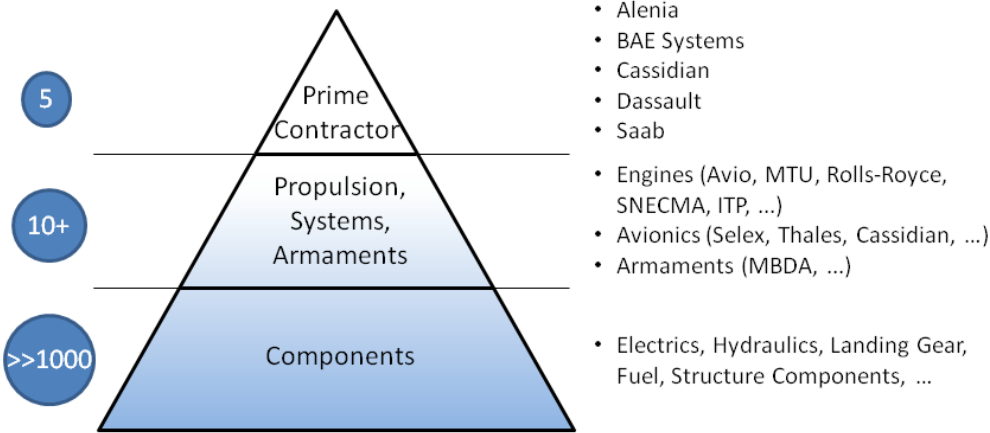 5
Prime
Contractor
• Alenia
• BAE Systems
• Cassidian
• Dassault
• Saab
10+
Propulsion,
Systems,
Armaments
• Engines (Avio, MTU, Rolls-Royce,
SNECMA, ITP, ...)
• Avionics (Selex, Thales, Cassidian, ...)
• Armaments (MBDA, ...)
>>1000
Components
• Electrics, Hydraulics, Landing Gear,
Fuel, Structure Components, ...